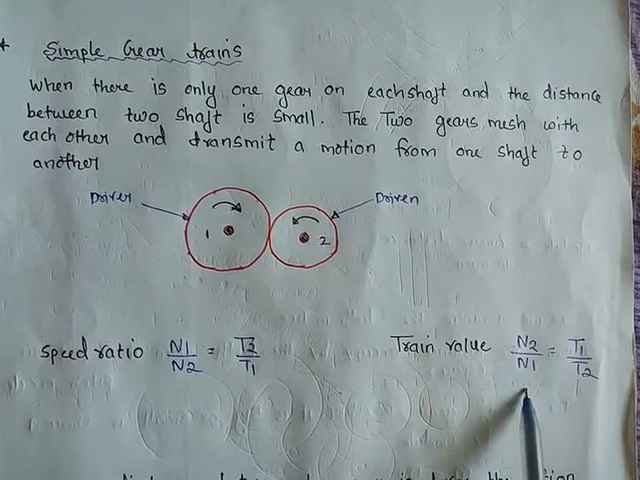 * Simple Gear trains
When there is only one gear on each shaft and the distance
between two shaft is small. The Two gears mesh with
each other and transmit a motion from one shaft to
another
Driver
Driven
1
2
Speed ratio N1/N2 = T2/T1
Train value N2/N1 = T1/T2